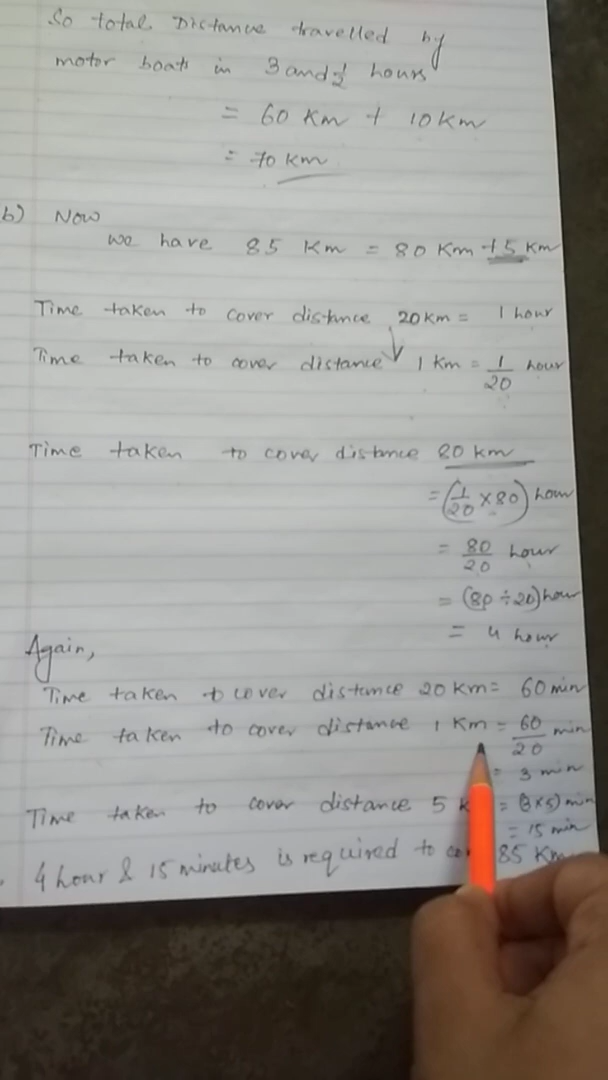 So total Distance travelled by
motor boats in 3 and 1/2 hours
= 60 Km + 10 Km
= 70 Km
b) Now
we have 85 Km = 80 Km + 5 Km
Time taken to cover distance 20 km = 1 hour
Time taken to cover distance 1 Km = 1/20 hour
Time taken to cover distance 80 km
= (1/20 × 80) hour
= 80/20 hour
= (80 ÷ 20) hour
= 4 hour
Again,
Time taken to cover distance 20 Km = 60 min
Time taken to cover distance 1 Km = 60/20 min
= 3 min
Time taken to cover distance 5 k = (3×5) min
= 15 min
4 hour & 15 minutes is required to 85 Km